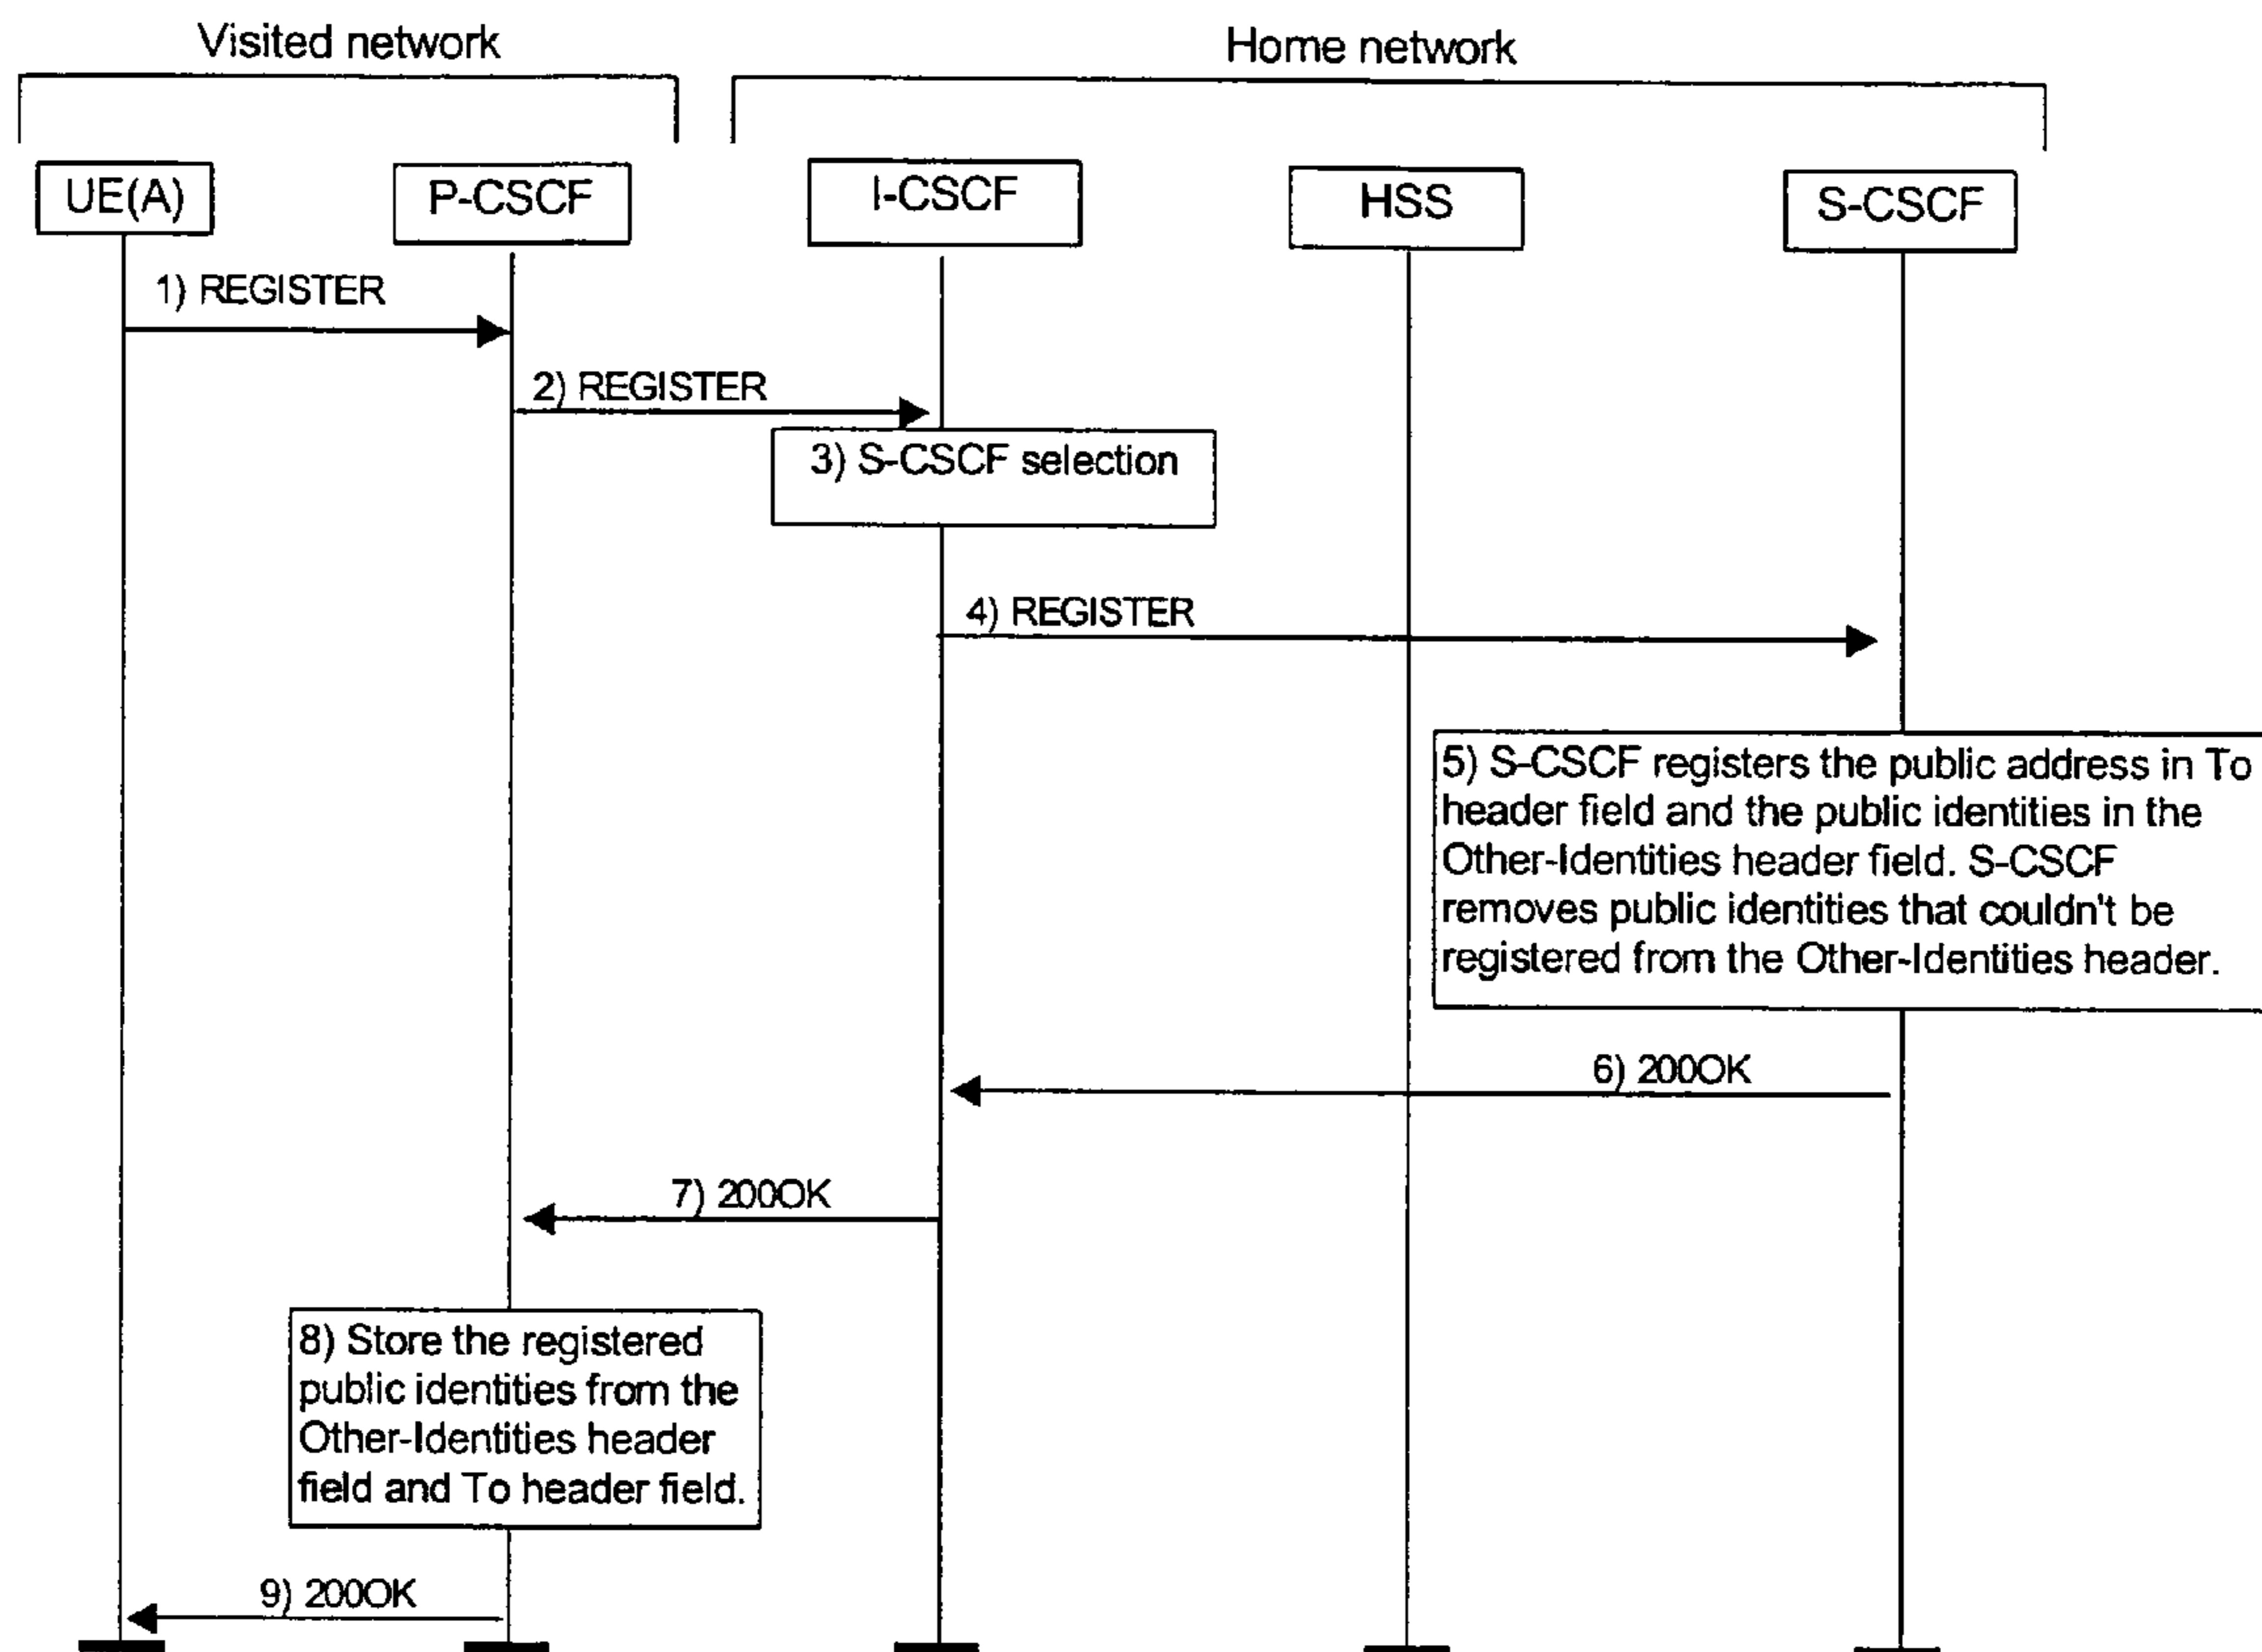 Visited network
Home network
UE(A)
P-CSCF
I-CSCF
HSS
S-CSCF
1) REGISTER
2) REGISTER
3) S-CSCF selection
4) REGISTER
5) S-CSCF registers the public address in To
header field and the public identities in the
Other-Identities header field. S-CSCF
removes public identities that couldn't be
registered from the Other-Identities header.
6) 200OK
7) 200OK
8) Store the registered
public identities from the
Other-Identities header
field and To header field.
9) 200OK